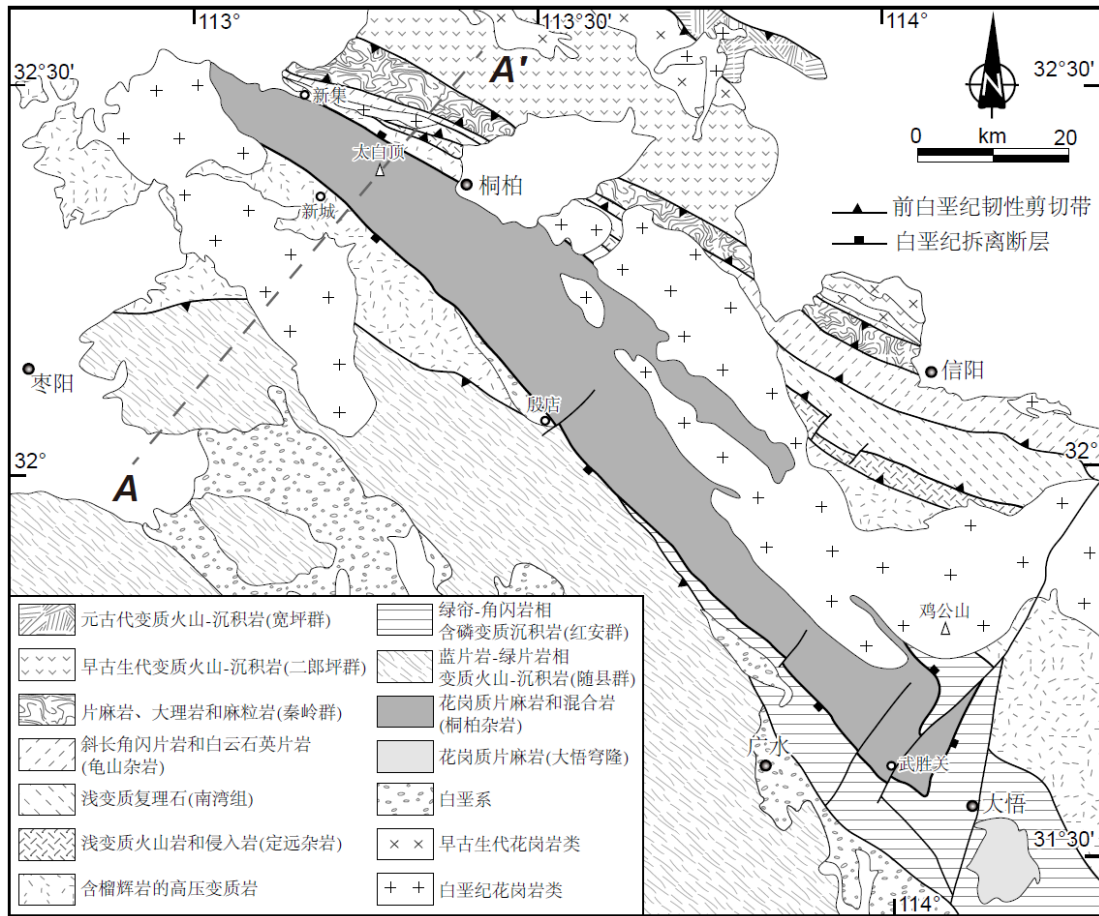 113°
113°30'
114°
32°30'
A'
32°30'
N
新集
0 km 20
太白顶
桐柏
前白垩纪韧性剪切带
新城
白垩纪拆离断层
枣阳
信阳
殷店
32°
32°
A
鸡公山
广水
武胜关
大悟
31°30'
114°
元古代变质火山-沉积岩(宽坪群)
早古生代变质火山-沉积岩(二郎坪群)
片麻岩、大理岩和麻粒岩(秦岭群)
斜长角闪片岩和白云石英片岩
(龟山杂岩)
浅变质复理石(南湾组)
浅变质火山岩和侵入岩(定远杂岩)
含榴辉岩的高压变质岩
绿帘-角闪岩相
含磷变质沉积岩(红安群)
蓝片岩-绿片岩相
变质火山-沉积岩(随县群)
花岗质片麻岩和混合岩
(桐柏杂岩)
花岗质片麻岩(大悟穹隆)
白垩系
早古生代花岗岩类
白垩纪花岗岩类